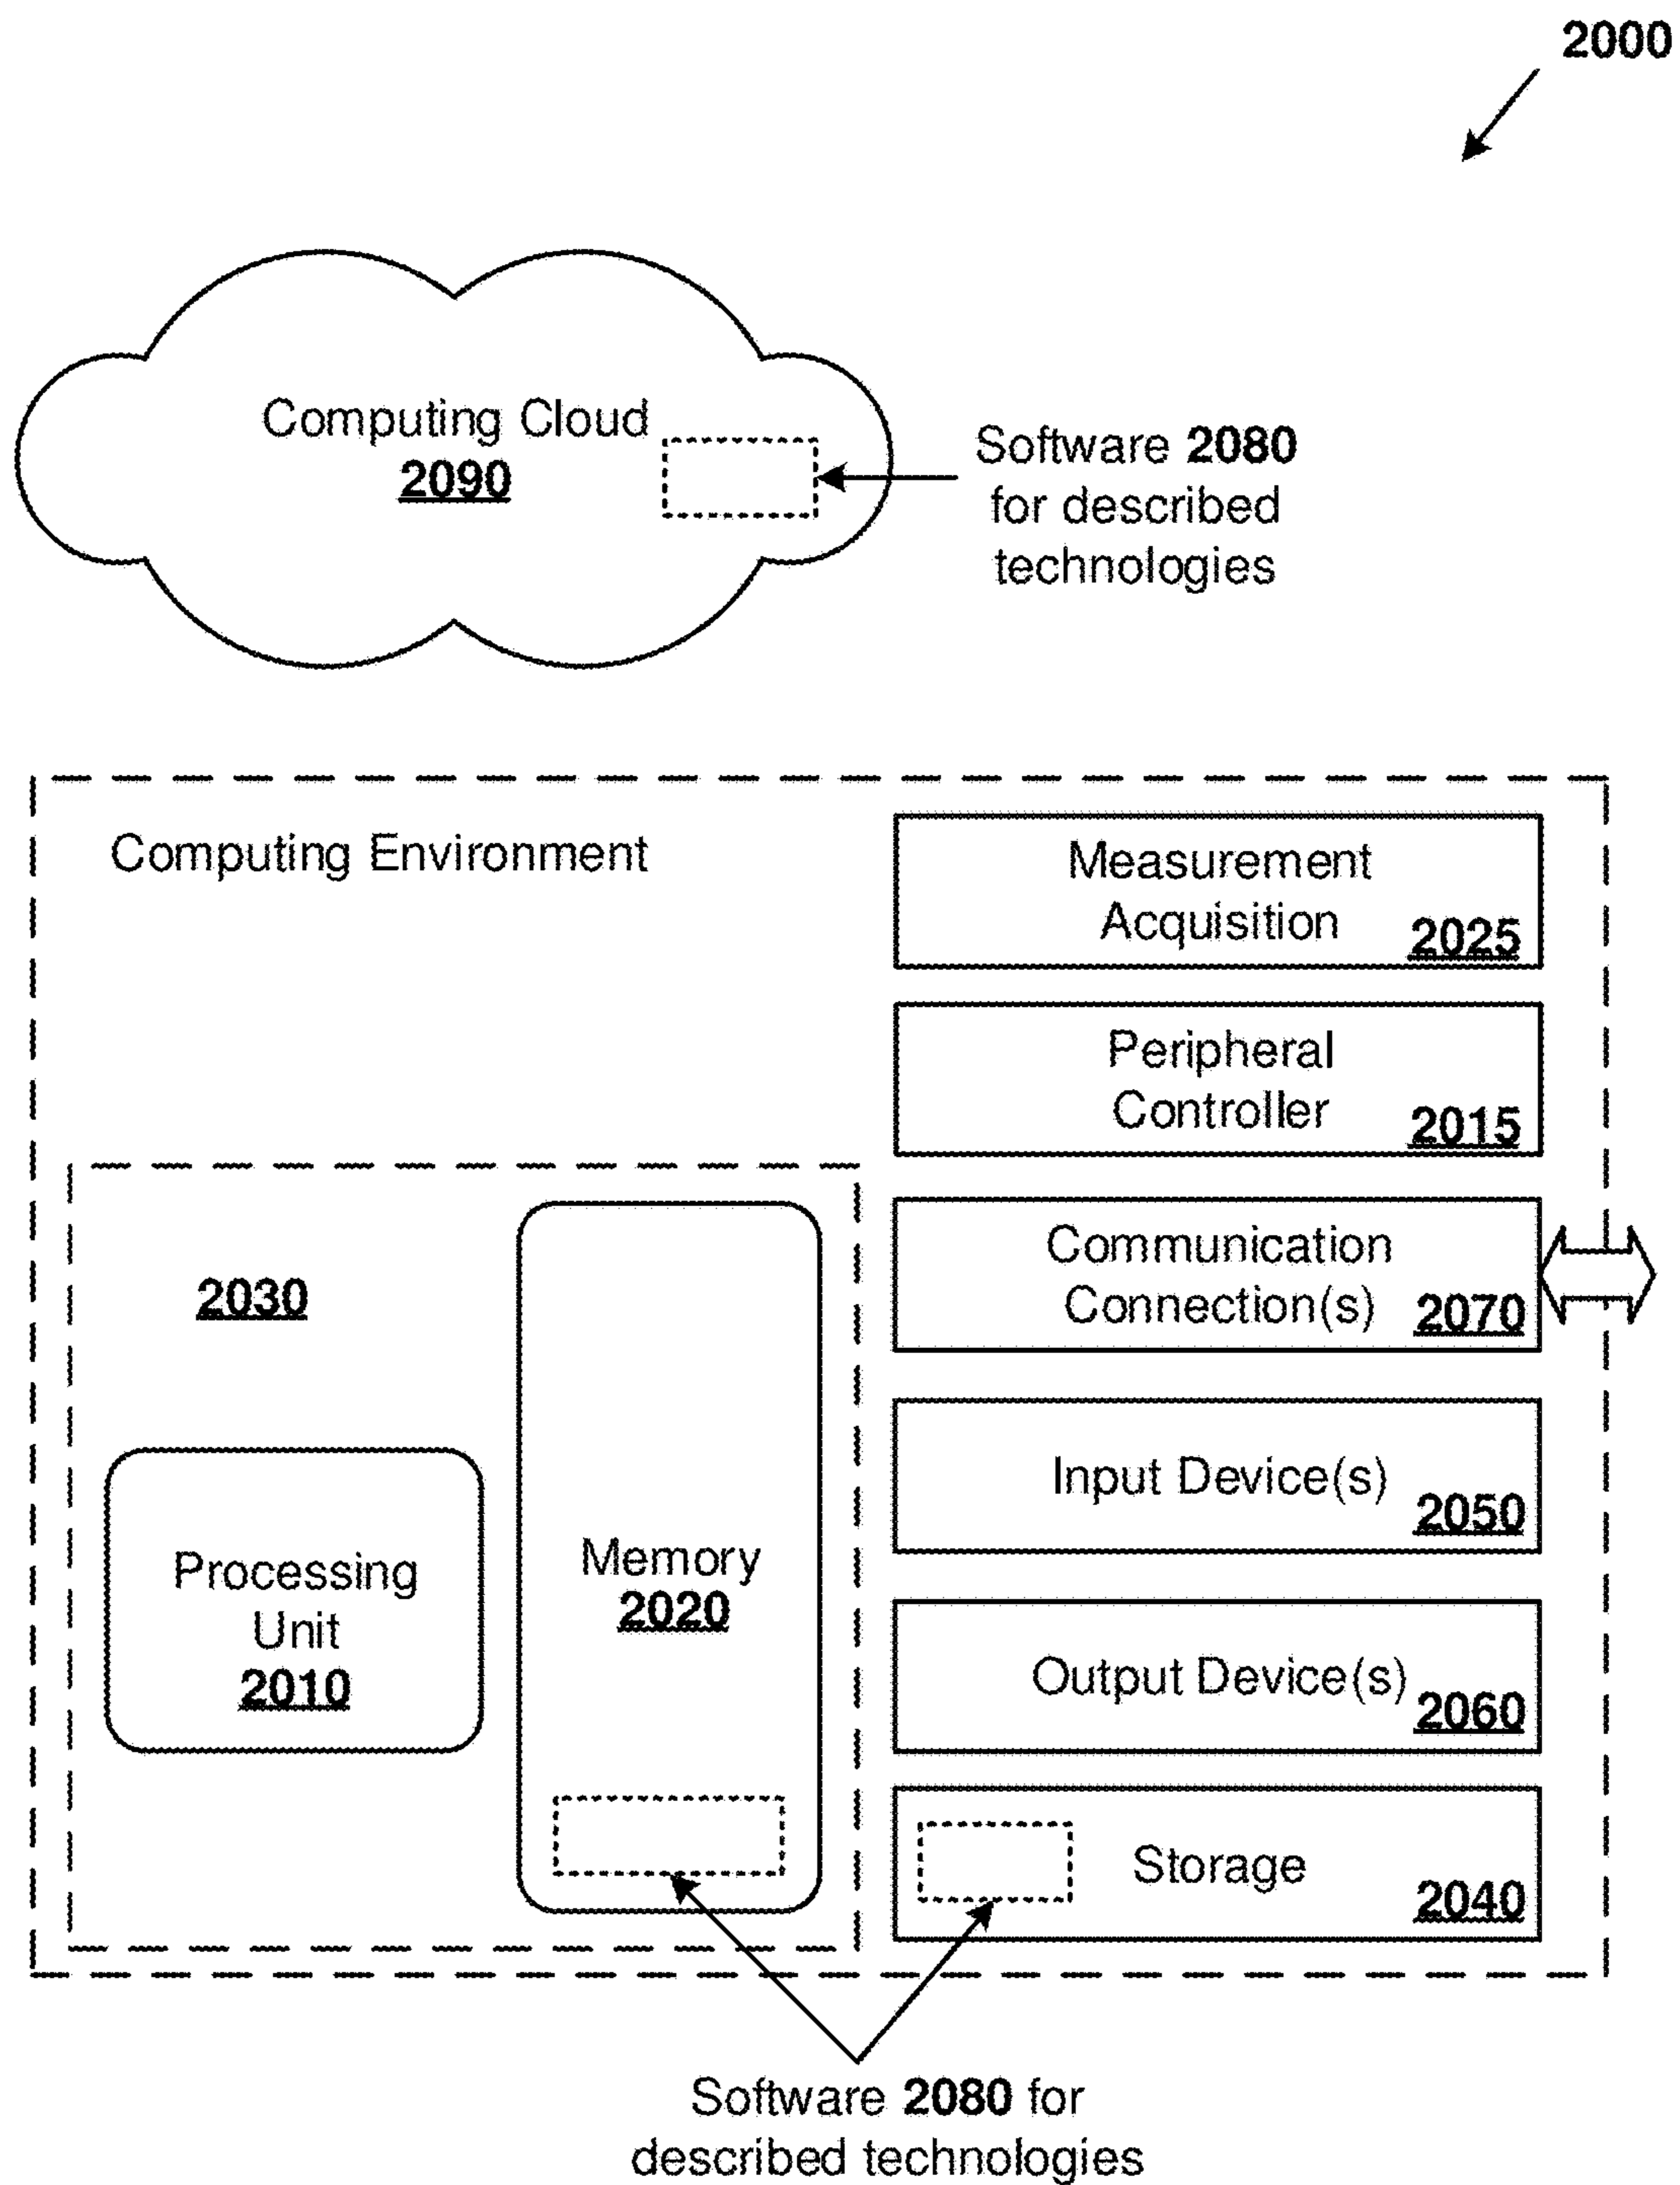 2000
Computing Cloud
2090
Software 2080
for described
technologies
Computing Environment
Measurement
Acquisition
2025
Peripheral
Controller
2015
Communication
Connection(s)
2070
2030
Input Device(s)
2050
Processing
Unit
2010
Memory
2020
Output Device(s)
2060
Storage
2040
Software 2080 for
described technologies